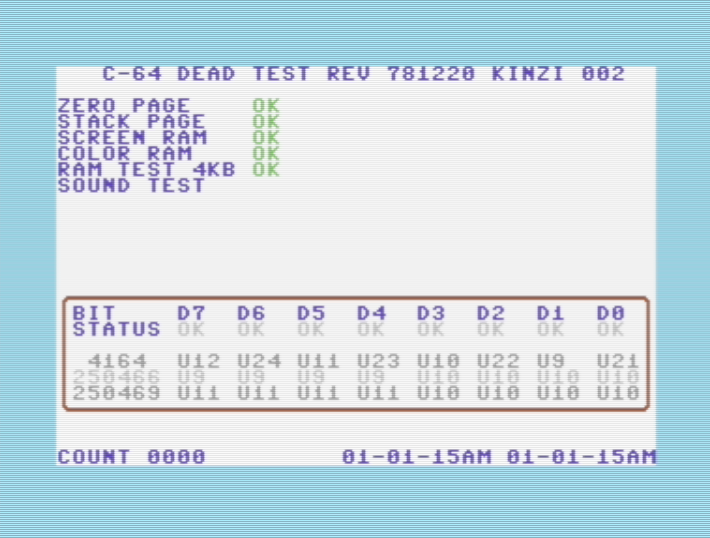 C-64 DEAD TEST REV 781220 KINZI 002
ZERO PAGE OK
STACK PAGE OK
SCREEN RAM OK
COLOR RAM OK
RAM TEST 4KB OK
SOUND TEST
BIT D7 D6 D5 D4 D3 D2 D1 D0
STATUS OK OK OK OK OK OK OK OK
4164 U12 U24 U11 U23 U10 U22 U9 U21
250466 U9 U9 U9 U9 U10 U10 U10 U10
250469 U11 U11 U11 U11 U10 U10 U10 U10
COUNT 0000 01-01-15AM 01-01-15AM